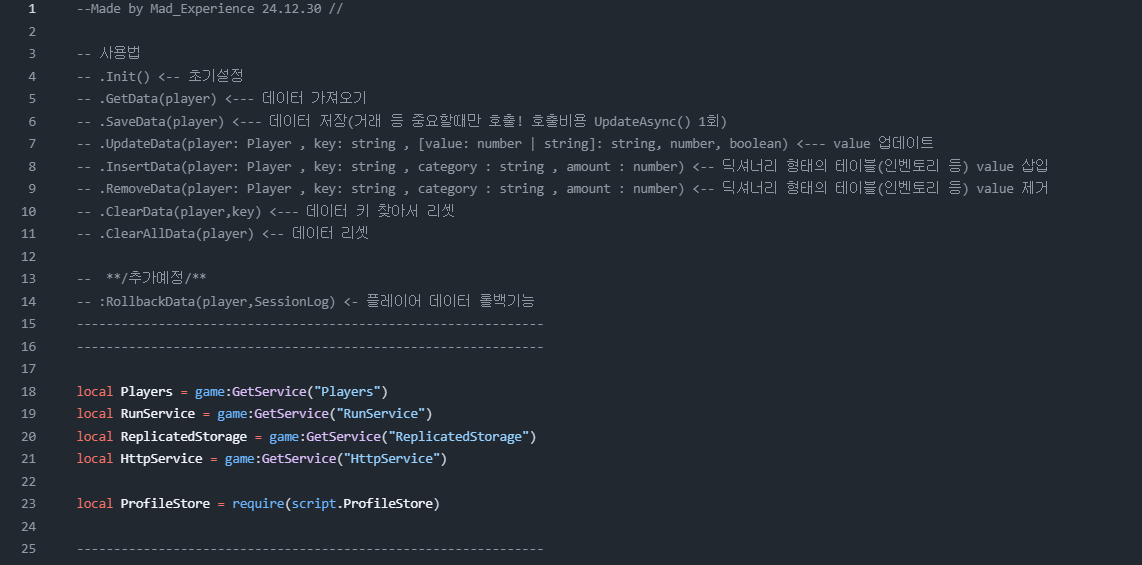 1 --Made by Mad_Experience 24.12.30 //
2
3 -- 사용법
4 -- .Init() <-- 초기설정
5 -- .GetData(player) <--- 데이터 가져오기
6 -- .SaveData(player) <--- 데이터 저장(거래 등 중요할때만 호출! 호출비용 UpdateAsync() 1회)
7 -- .UpdateData(player: Player , key: string , [value: number | string]: string, number, boolean) <--- value 업데이트
8 -- .InsertData(player: Player , key: string , category : string , amount : number) <-- 딕셔너리 형태의 테이블(인벤토리 등) value 삽입
9 -- .RemoveData(player: Player , key: string , category : string , amount : number) <-- 딕셔너리 형태의 테이블(인벤토리 등) value 제거
10 -- .ClearData(player,key) <--- 데이터 키 찾아서 리셋
11 -- .ClearAllData(player) <-- 데이터 리셋
12
13 --  **/추가예정/**
14 -- :RollbackData(player,SessionLog) <- 플레이어 데이터 롤백기능
15 ---------------------------------------------------------------
16 ---------------------------------------------------------------
17
18 local Players = game:GetService("Players")
19 local RunService = game:GetService("RunService")
20 local ReplicatedStorage = game:GetService("ReplicatedStorage")
21 local HttpService = game:GetService("HttpService")
22
23 local ProfileStore = require(script.ProfileStore)
24
25 ---------------------------------------------------------------